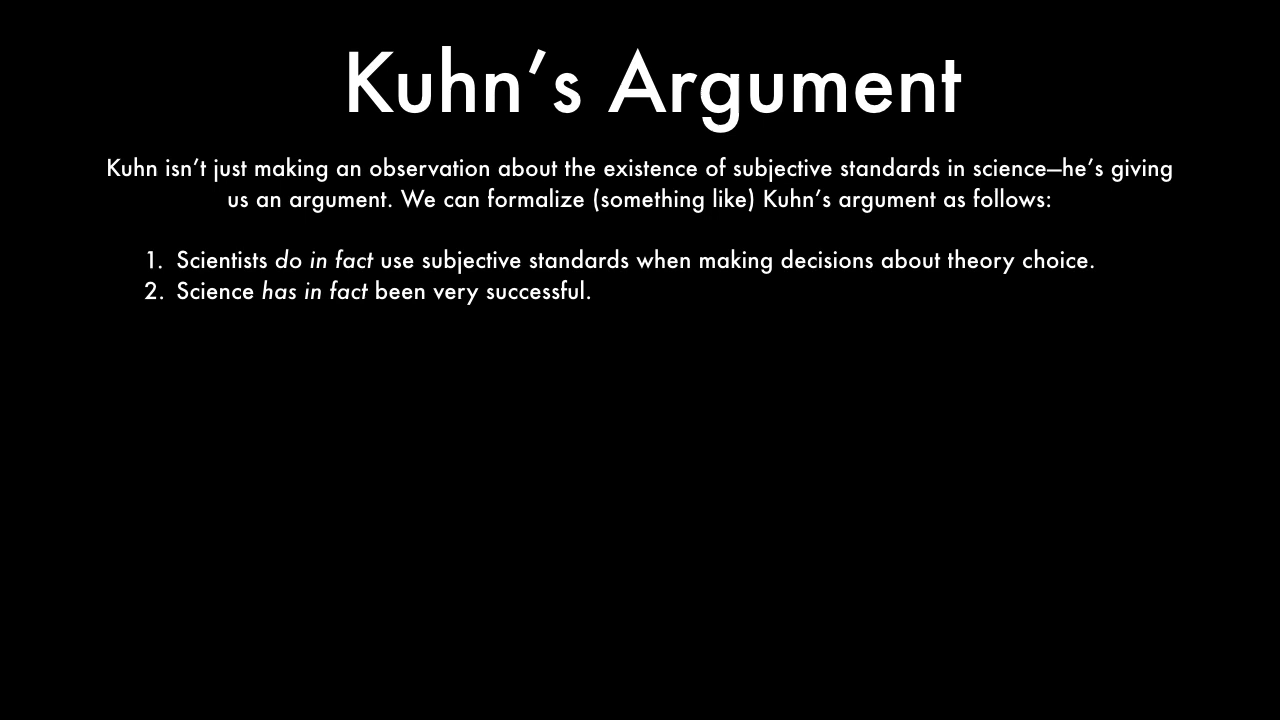 Kuhn’s Argument
Kuhn isn’t just making an observation about the existence of subjective standards in science—he’s giving
us an argument. We can formalize (something like) Kuhn’s argument as follows:
1. Scientists do in fact use subjective standards when making decisions about theory choice.
2. Science has in fact been very successful.